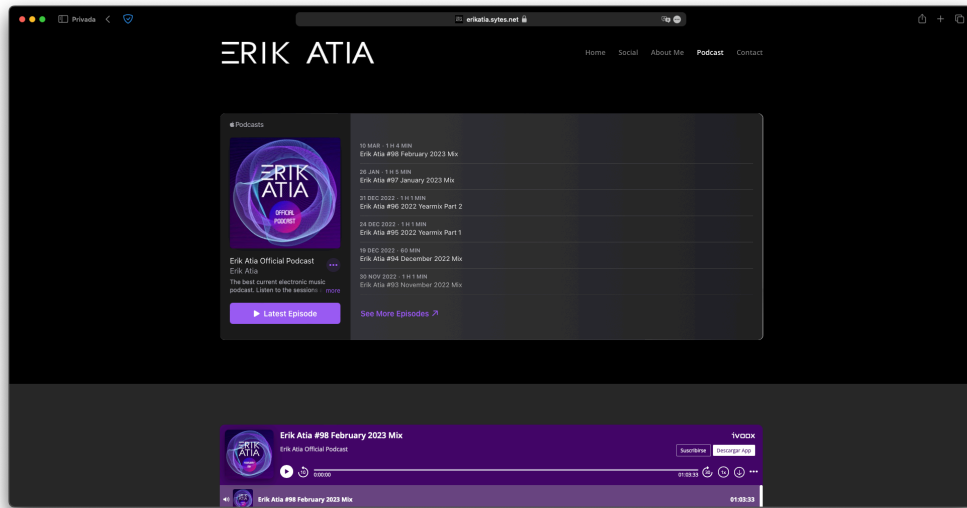 Privada
erikatia.sytes.net
ERIK ATIA
Home Social About Me Podcast Contact
Podcasts
ERIK
ATIA
OFFICIAL
PODCAST
Erik Atia Official Podcast
Erik Atia
The best current electronic music
podcast. Listen to the sessions more
Latest Episode
10 MAR · 1 H 4 MIN
Erik Atia #98 February 2023 Mix
26 JAN · 1 H 5 MIN
Erik Atia #97 January 2023 Mix
31 DEC 2022 · 1 H 1 MIN
Erik Atia #96 2022 Yearmix Part 2
24 DEC 2022 · 1 H 1 MIN
Erik Atia #95 2022 Yearmix Part 1
19 DEC 2022 · 60 MIN
Erik Atia #94 December 2022 Mix
30 NOV 2022 · 1 H 1 MIN
Erik Atia #93 November 2022 Mix
See More Episodes
ERIK
ATIA
Erik Atia #98 February 2023 Mix
Erik Atia Official Podcast
ivoox
Suscribirse Descargar App
10 0:00:00 01:03:33 30 1x
ERIK
ATIA
Erik Atia #98 February 2023 Mix 01:03:33